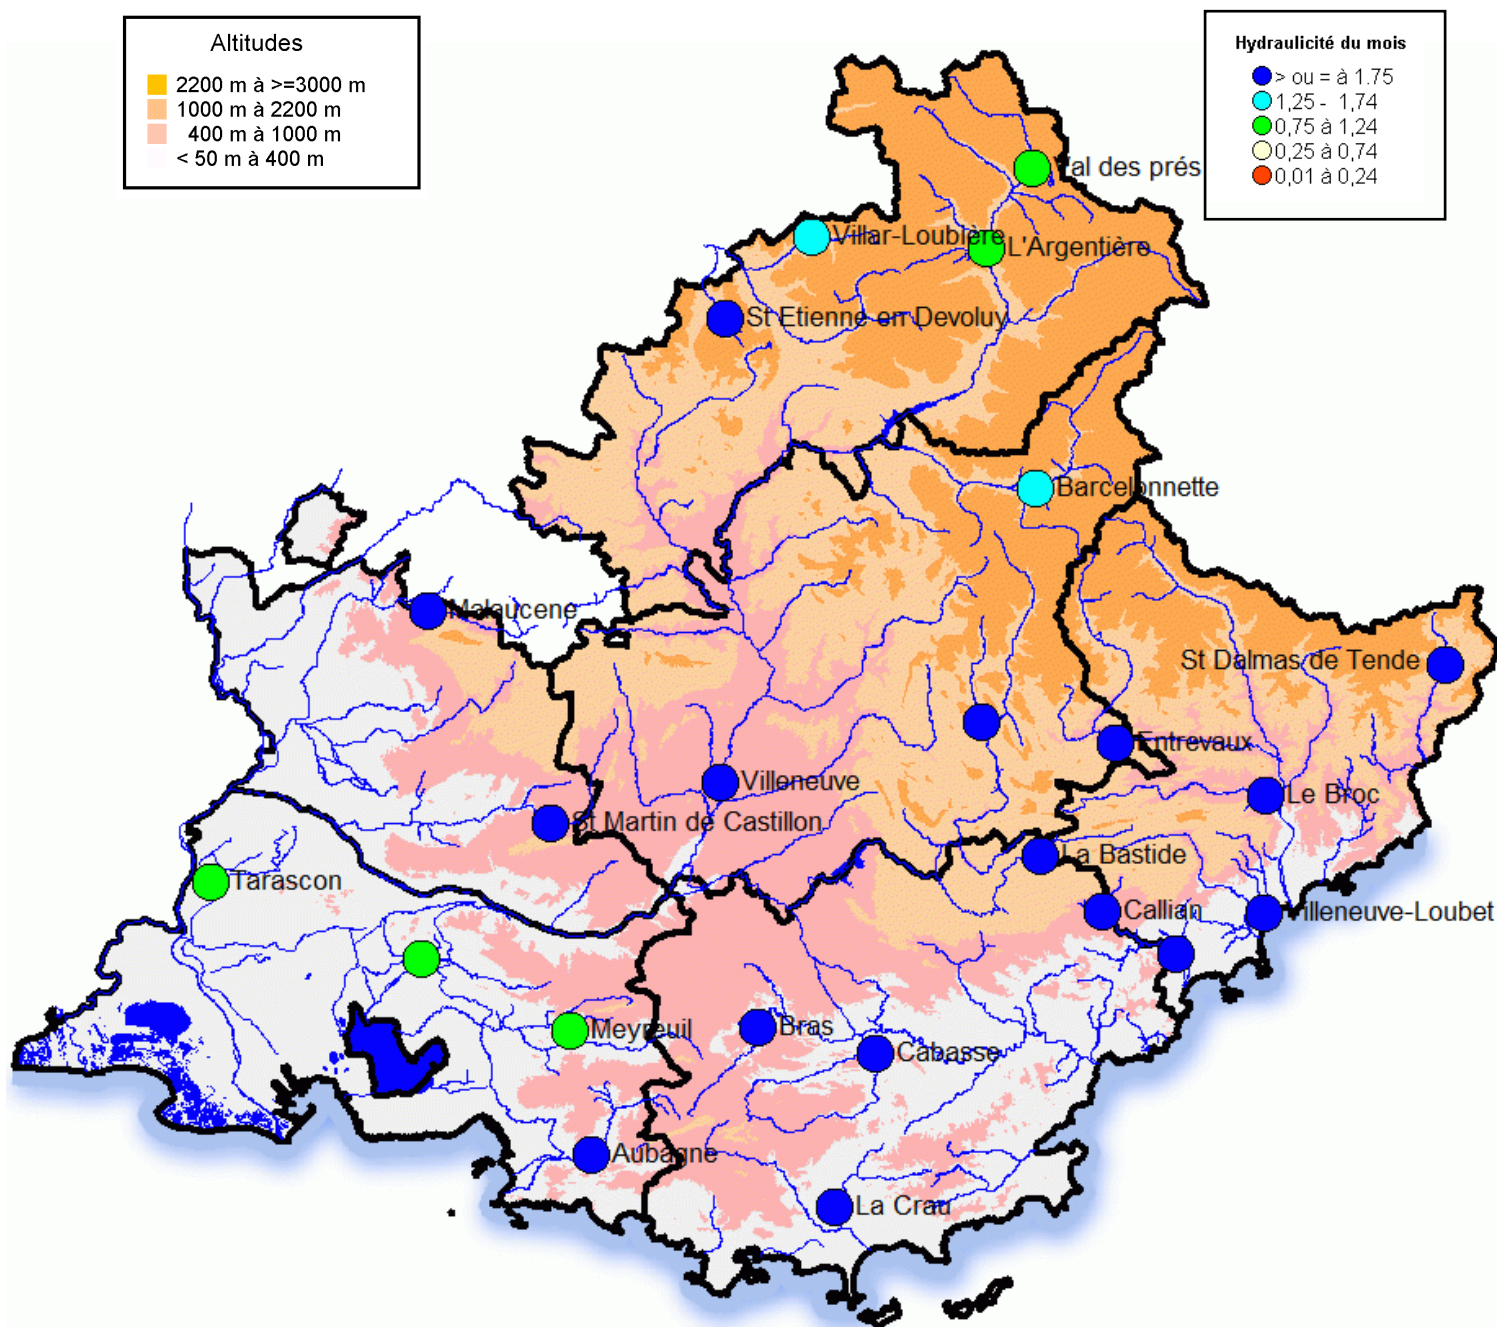 Altitudes
2200 m à >=3000 m
1000 m à 2200 m
400 m à 1000 m
< 50 m à 400 m
Hydraulicité du mois
> ou = à 1.75
1,25 - 1,74
0,75 à 1,24
0,25 à 0,74
0,01 à 0,24
Val des prés
Villar-Loubière
L'Argentière
St Etienne en Devoluy
Barcelonnette
Malaucene
St Dalmas de Tende
Entrevaux
Villeneuve
Le Broc
St Martin de Castillon
La Bastide
Tarascon
Callian
Villeneuve-Loubet
Meyreuil
Bras
Cabasse
Aubagne
La Crau